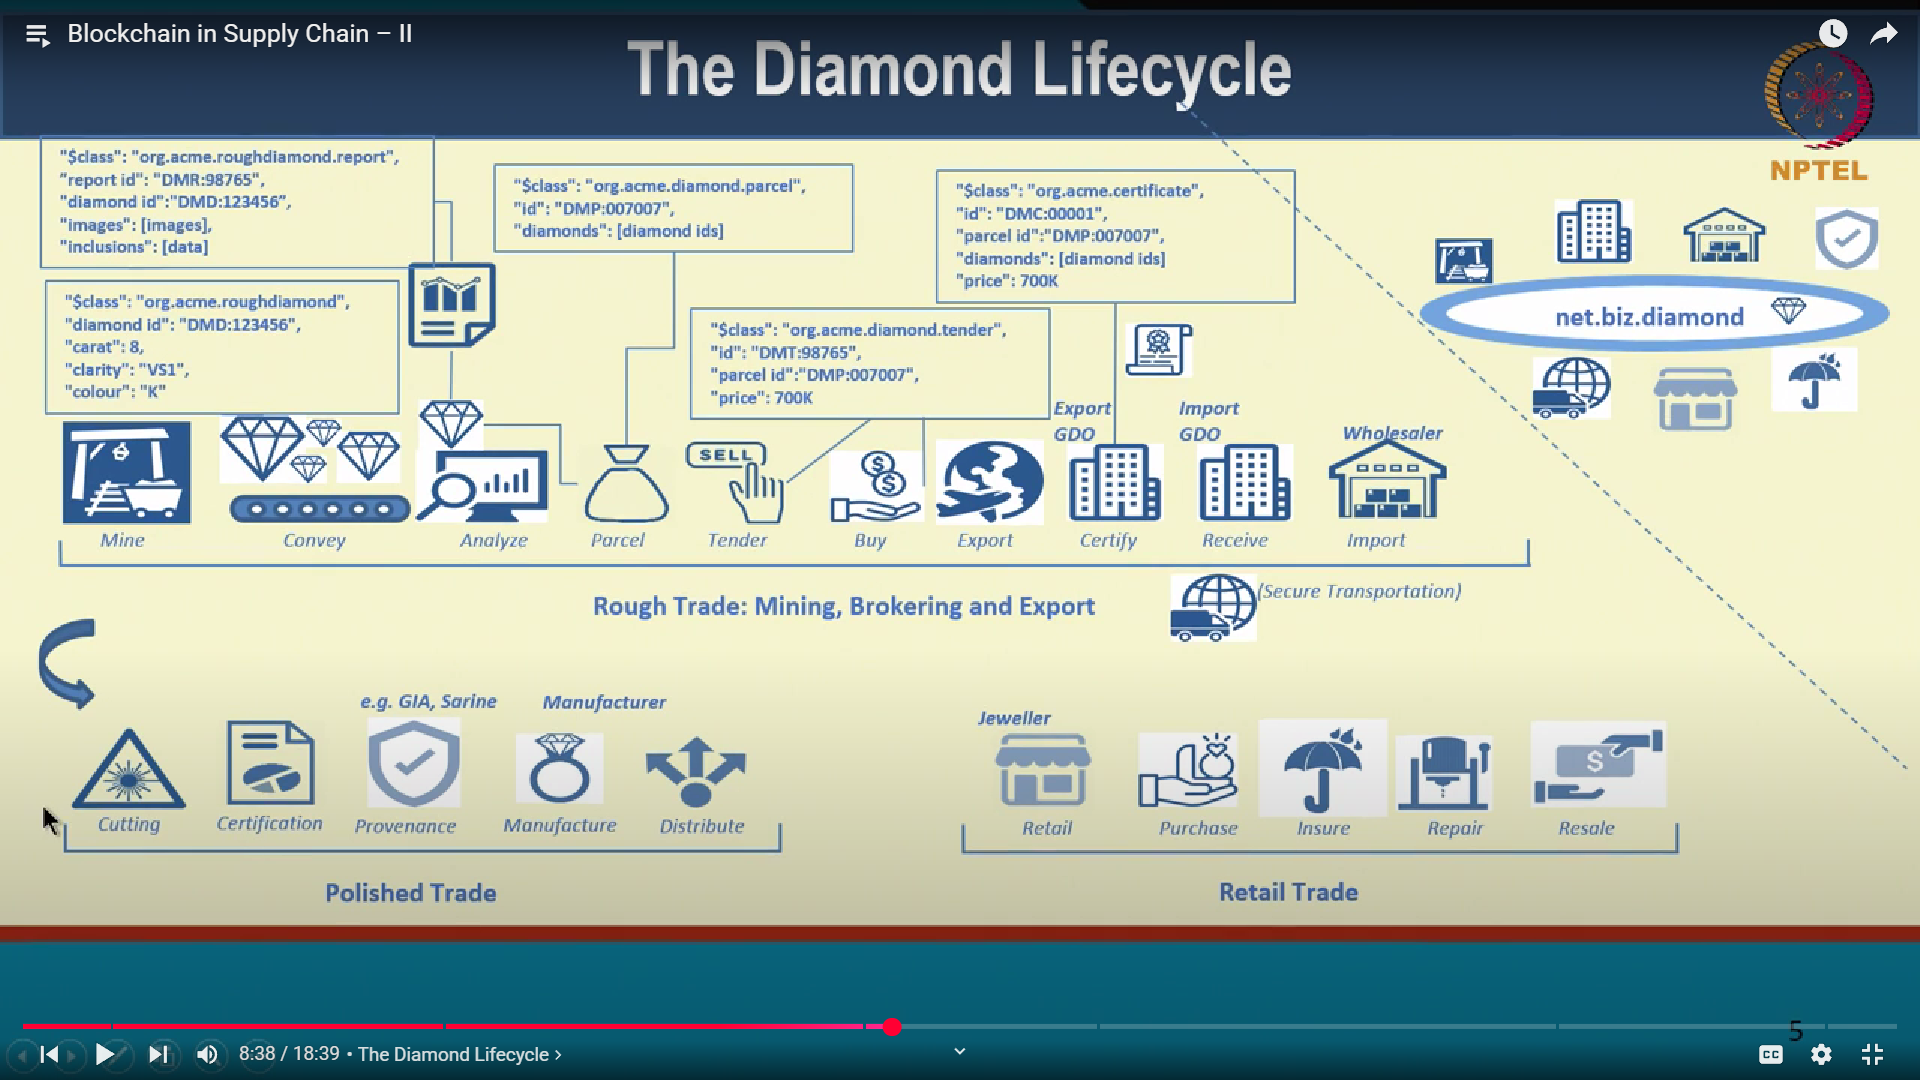 Blockchain in Supply Chain – II
The Diamond Lifecycle
NPTEL
"$class": "org.acme.roughdiamond.report",
"report id": "DMR:98765",
"diamond id":"DMD:123456",
"images": [images],
"inclusions": [data]
"$class": "org.acme.diamond.parcel",
"id": "DMP:007007",
"diamonds": [diamond ids]
"$class": "org.acme.certificate",
"id": "DMC:00001",
"parcel id":"DMP:007007",
"diamonds": [diamond ids]
"price": 700K
"$class": "org.acme.roughdiamond",
"diamond id": "DMD:123456",
"carat": 8,
"clarity": "VS1",
"colour": "K"
"$class": "org.acme.diamond.tender",
"id": "DMT:98765",
"parcel id":"DMP:007007",
"price": 700K
net.biz.diamond
Export
GDO
Import
GDO
Wholesaler
SELL
Mine
Convey
Analyze
Parcel
Tender
Buy
Export
Certify
Receive
Import
Rough Trade: Mining, Brokering and Export
(Secure Transportation)
e.g. GIA, Sarine
Manufacturer
Jeweller
Cutting
Certification
Provenance
Manufacture
Distribute
Retail
Purchase
Insure
Repair
Resale
Polished Trade
Retail Trade
5
8:38 / 18:39 • The Diamond Lifecycle ›
CC